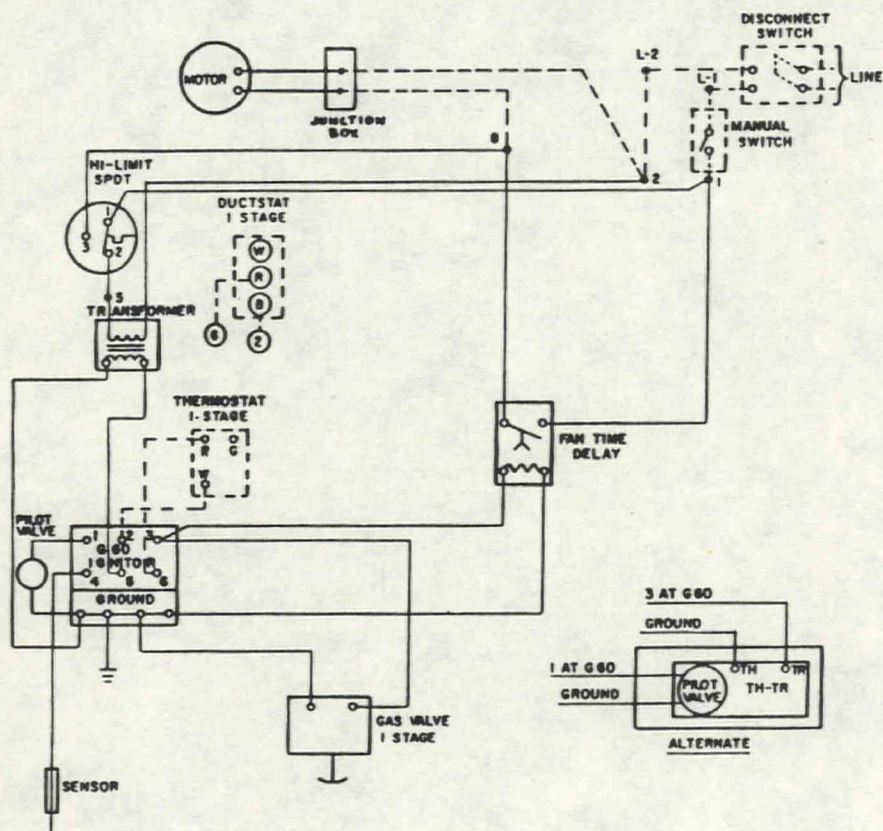 DISCONNECT
SWITCH
L-2
L-1
LINE
MOTOR
JUNCTION
BOX
MANUAL
SWITCH
8
HI-LIMIT
SPDT
2
1
DUCTSTAT
1 STAGE
1
3
2
W
R
B
5
TRANSFORMER
6
2
THERMOSTAT
1-STAGE
R G
W
FAN TIME
DELAY
PILOT
VALVE
1 2 3
G-60
IGNITOR
4 5 6
GROUND
3 AT G60
GROUND
1 AT G60
GROUND
TH TR
PILOT
VALVE
TH-TR
ALTERNATE
GAS VALVE
1 STAGE
SENSOR